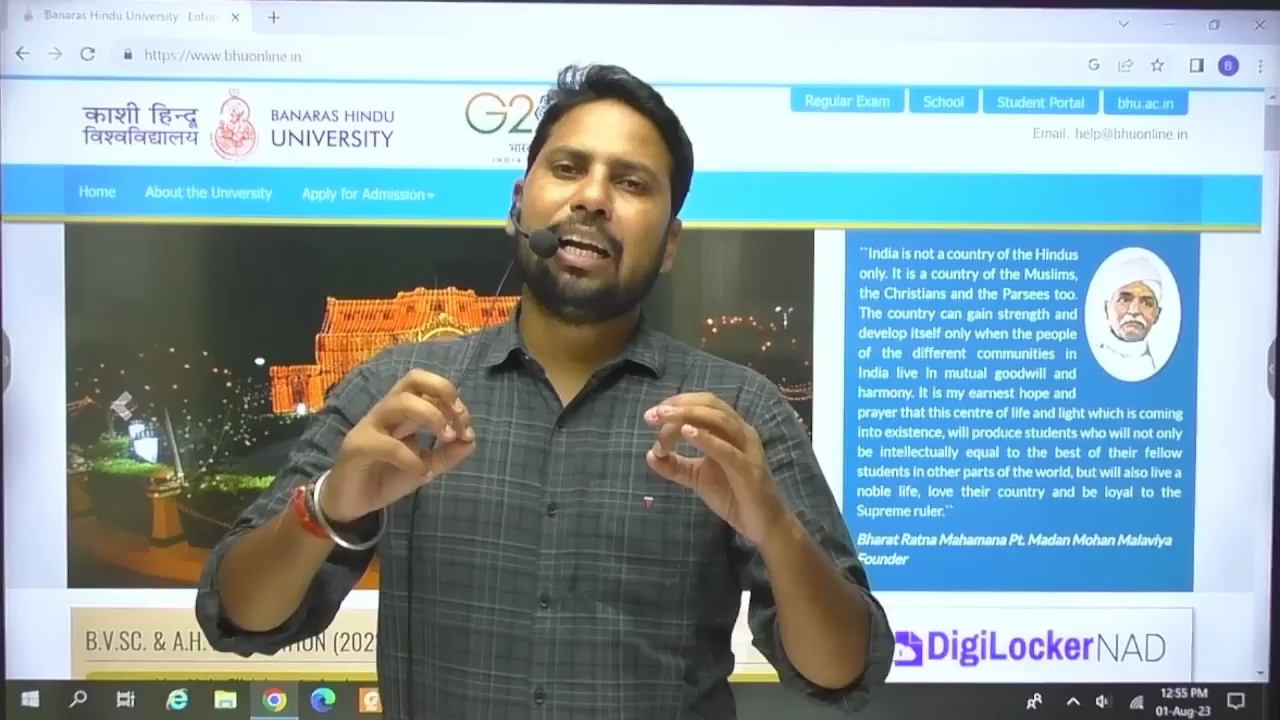 Banaras Hindu University Entran
https://www.bhuonline.in
B
काशी हिन्दू
विश्वविद्यालय
BANARAS HINDU
UNIVERSITY
G2
भार
INDIA
Regular Exam
School
Student Portal
bhu.ac.in
Email: help@bhuonline.in
Home
About the University
Apply for Admission
``India is not a country of the Hindus
only. It is a country of the Muslims,
the Christians and the Parsees too.
The country can gain strength and
develop itself only when the people
of the different communities in
India live in mutual goodwill and
harmony. It is my earnest hope and
prayer that this centre of life and light which is coming
into existence, will produce students who will not only
be intellectually equal to the best of their fellow
students in other parts of the world, but will also live a
noble life, love their country and be loyal to the
Supreme ruler.``
Bharat Ratna Mahamana Pt. Madan Mohan Malaviya
Founder
B.V.SC. & A.H.
(202
DigiLockerNAD
12:55 PM
01-Aug-23